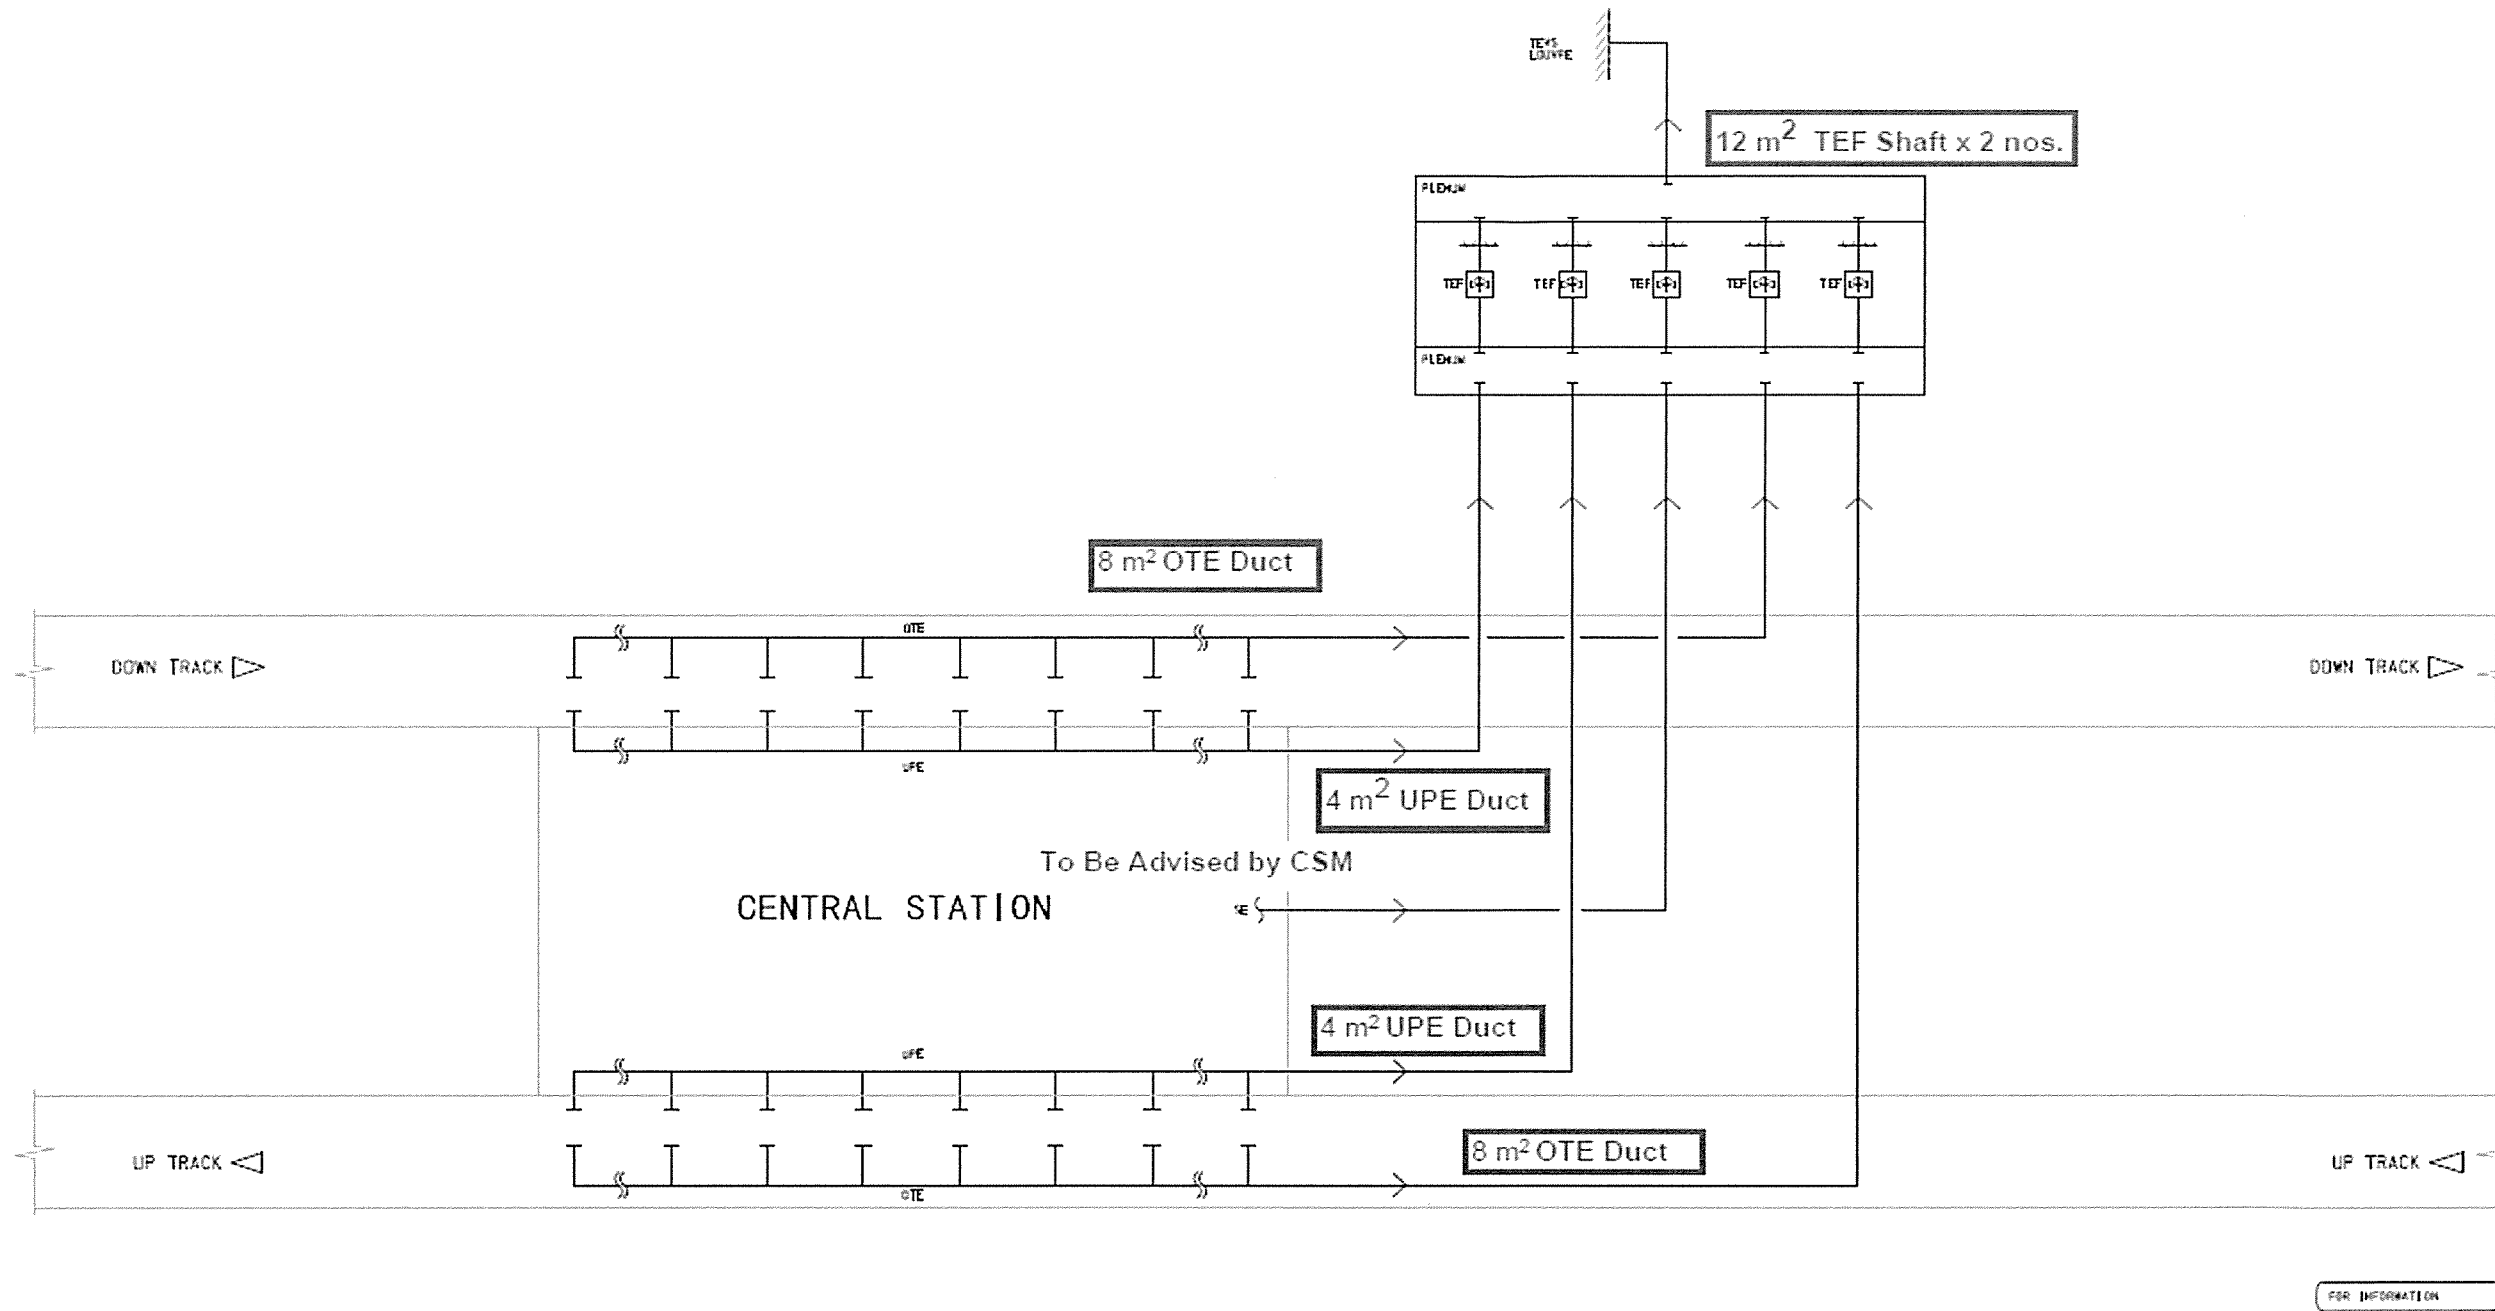 TEVS
LOUVRE
12 m² TEF Shaft x 2 nos.
PLENUM
TEF TEF TEF TEF TEF
PLENUM
8 m² OTE Duct
OTE
DOWN TRACK
DOWN TRACK
UPE
4 m² UPE Duct
To Be Advised by CSM
CENTRAL STATION
SE
4 m² UPE Duct
UPE
8 m² OTE Duct
UP TRACK
UP TRACK
OTE
FOR INFORMATION